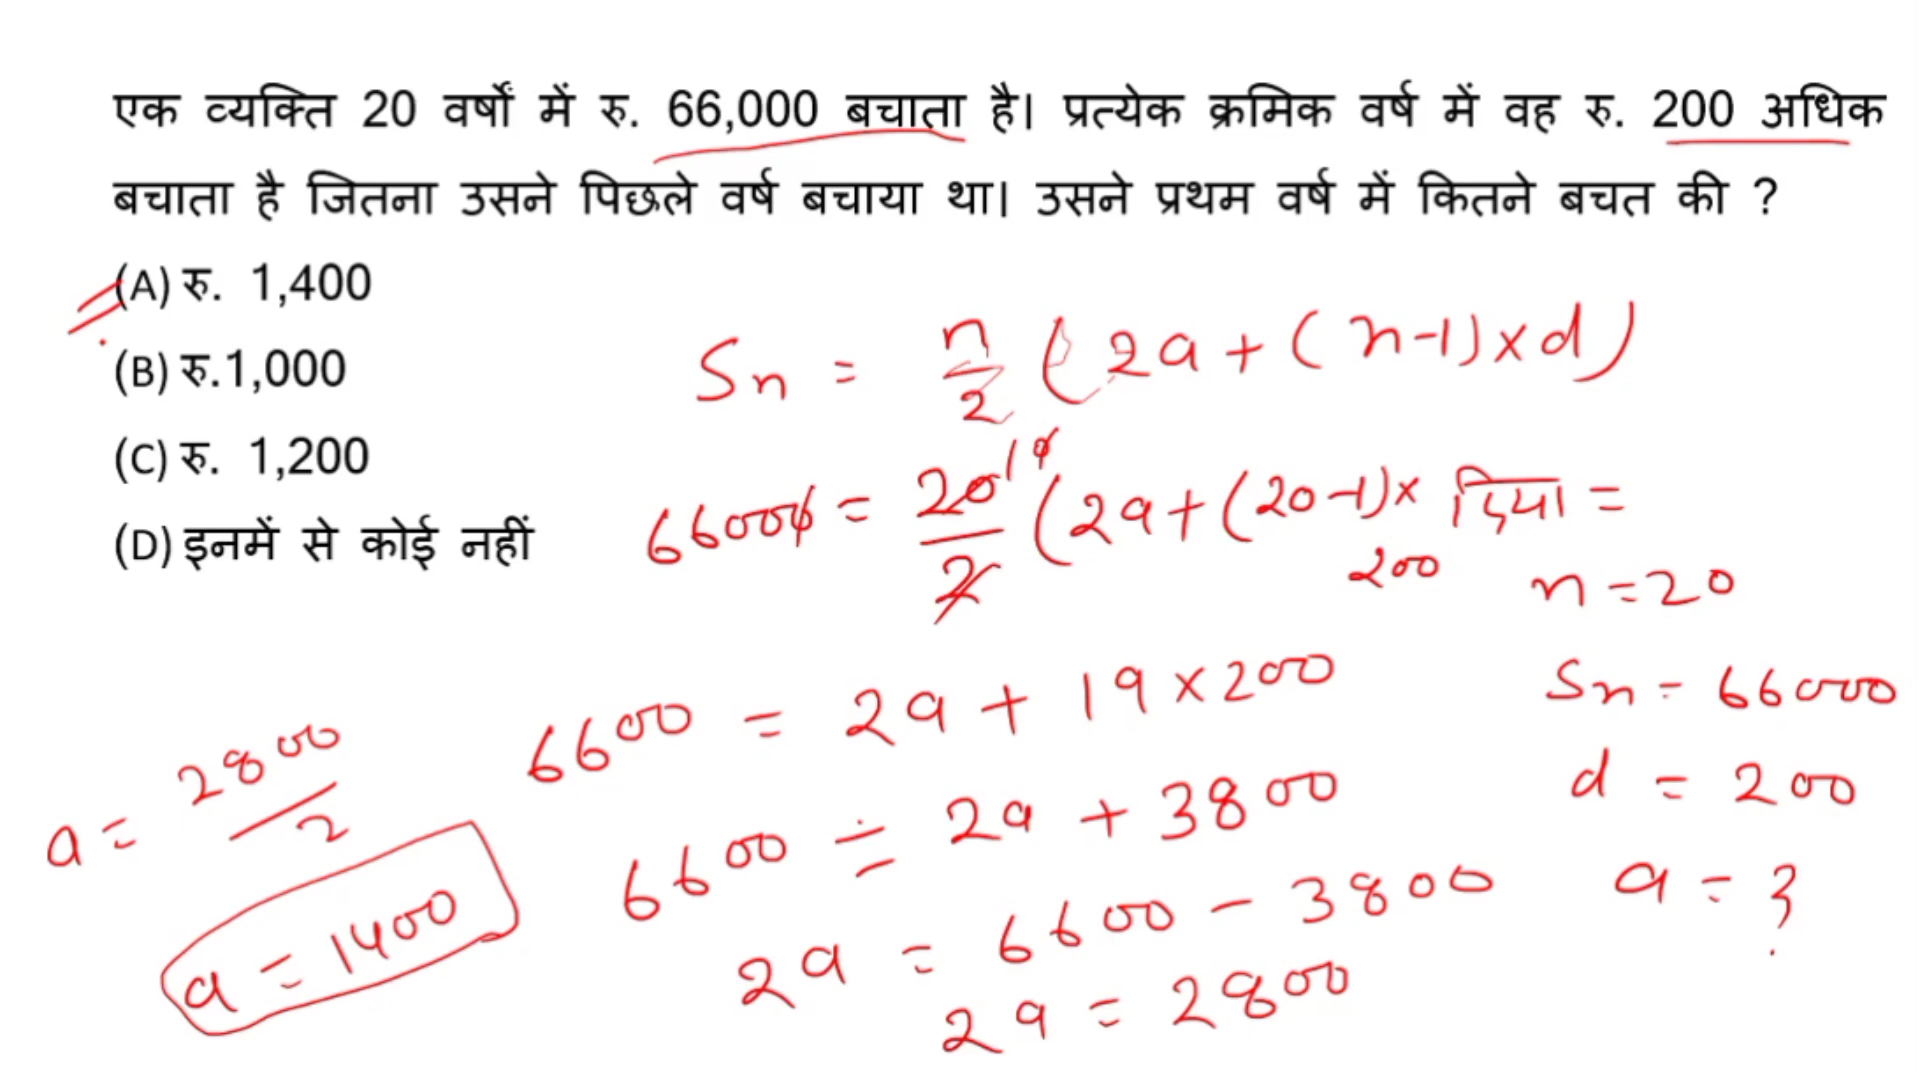 एक व्यक्ति 20 वर्षों में रु. 66,000 बचाता है। प्रत्येक क्रमिक वर्ष में वह रु. 200 अधिक
बचाता है जितना उसने पिछले वर्ष बचाया था। उसने प्रथम वर्ष में कितने बचत की ?
(A) रु. 1,400
(B) रु.1,000
(C) रु. 1,200
(D) इनमें से कोई नहीं
Sn = n/2 (2a + (n-1) x d)
66000 = 20/2 (2a + (20-1) x 200
10
दिया =
n = 20
Sn = 66000
d = 200
a = ?
6600 = 2a + 19 x 200
6600 = 2a + 3800
2a = 6600 - 3800
2a = 2800
a = 2800/2
a = 1400